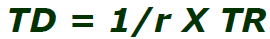 TD = 1/r X TR